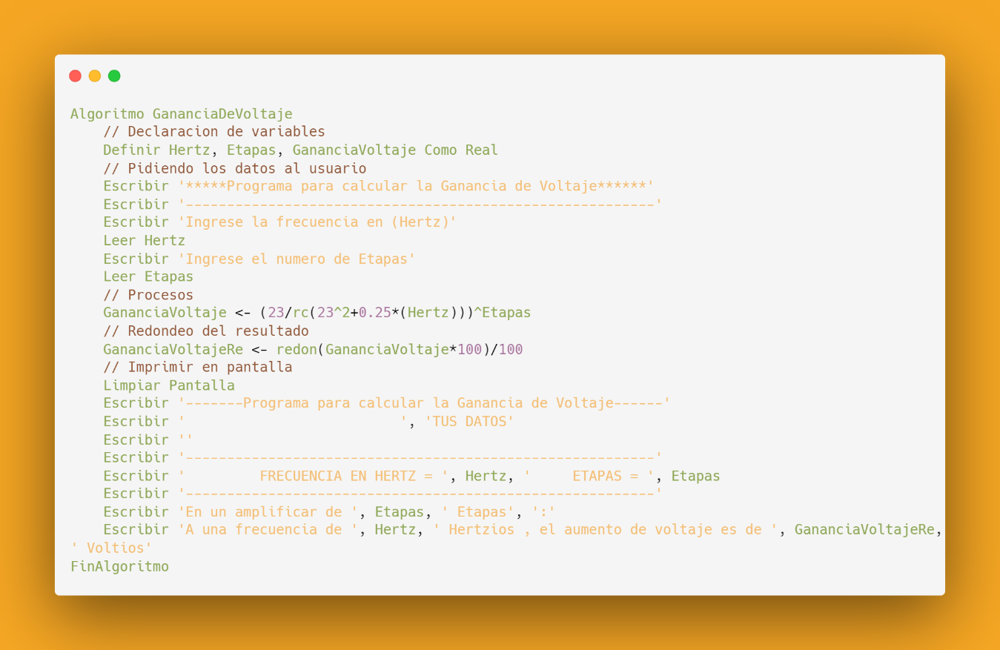 Algoritmo GananciaDeVoltaje
    // Declaracion de variables
    Definir Hertz, Etapas, GananciaVoltaje Como Real
    // Pidiendo los datos al usuario
    Escribir '*****Programa para calcular la Ganancia de Voltaje******'
    Escribir '---------------------------------------------------------'
    Escribir 'Ingrese la frecuencia en (Hertz)'
    Leer Hertz
    Escribir 'Ingrese el numero de Etapas'
    Leer Etapas
    // Procesos
    GananciaVoltaje <- (23/rc(23^2+0.25*(Hertz)))^Etapas
    // Redondeo del resultado
    GananciaVoltajeRe <- redon(GananciaVoltaje*100)/100
    // Imprimir en pantalla
    Limpiar Pantalla
    Escribir '-------Programa para calcular la Ganancia de Voltaje------'
    Escribir '                          ', 'TUS DATOS'
    Escribir ''
    Escribir '---------------------------------------------------------'
    Escribir '         FRECUENCIA EN HERTZ = ', Hertz, '     ETAPAS = ', Etapas
    Escribir '---------------------------------------------------------'
    Escribir 'En un amplificar de ', Etapas, ' Etapas', ':'
    Escribir 'A una frecuencia de ', Hertz, ' Hertzios , el aumento de voltaje es de ', GananciaVoltajeRe,
' Voltios'
FinAlgoritmo